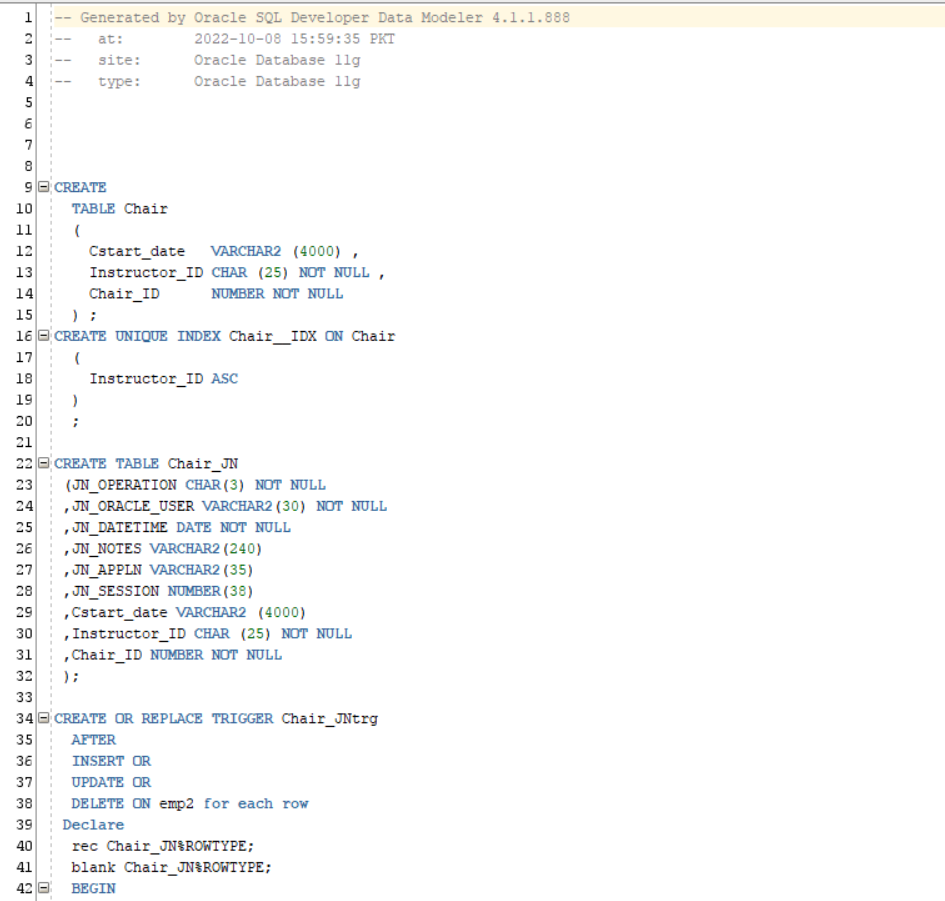 1 -- Generated by Oracle SQL Developer Data Modeler 4.1.1.888
2 --   at:        2022-10-08 15:59:35 PKT
3 --   site:      Oracle Database 11g
4 --   type:      Oracle Database 11g
5
6
7
8
9 CREATE
10   TABLE Chair
11   (
12     Cstart_date   VARCHAR2 (4000) ,
13     Instructor_ID CHAR (25) NOT NULL ,
14     Chair_ID      NUMBER NOT NULL
15   ) ;
16 CREATE UNIQUE INDEX Chair__IDX ON Chair
17   (
18     Instructor_ID ASC
19   )
20   ;
21
22 CREATE TABLE Chair_JN
23  (JN_OPERATION CHAR(3) NOT NULL
24  ,JN_ORACLE_USER VARCHAR2(30) NOT NULL
25  ,JN_DATETIME DATE NOT NULL
26  ,JN_NOTES VARCHAR2(240)
27  ,JN_APPLN VARCHAR2(35)
28  ,JN_SESSION NUMBER(38)
29  ,Cstart_date VARCHAR2 (4000)
30  ,Instructor_ID CHAR (25) NOT NULL
31  ,Chair_ID NUMBER NOT NULL
32  );
33
34 CREATE OR REPLACE TRIGGER Chair_JNtrg
35   AFTER
36   INSERT OR
37   UPDATE OR
38   DELETE ON emp2 for each row
39  Declare
40   rec Chair_JN%ROWTYPE;
41   blank Chair_JN%ROWTYPE;
42   BEGIN